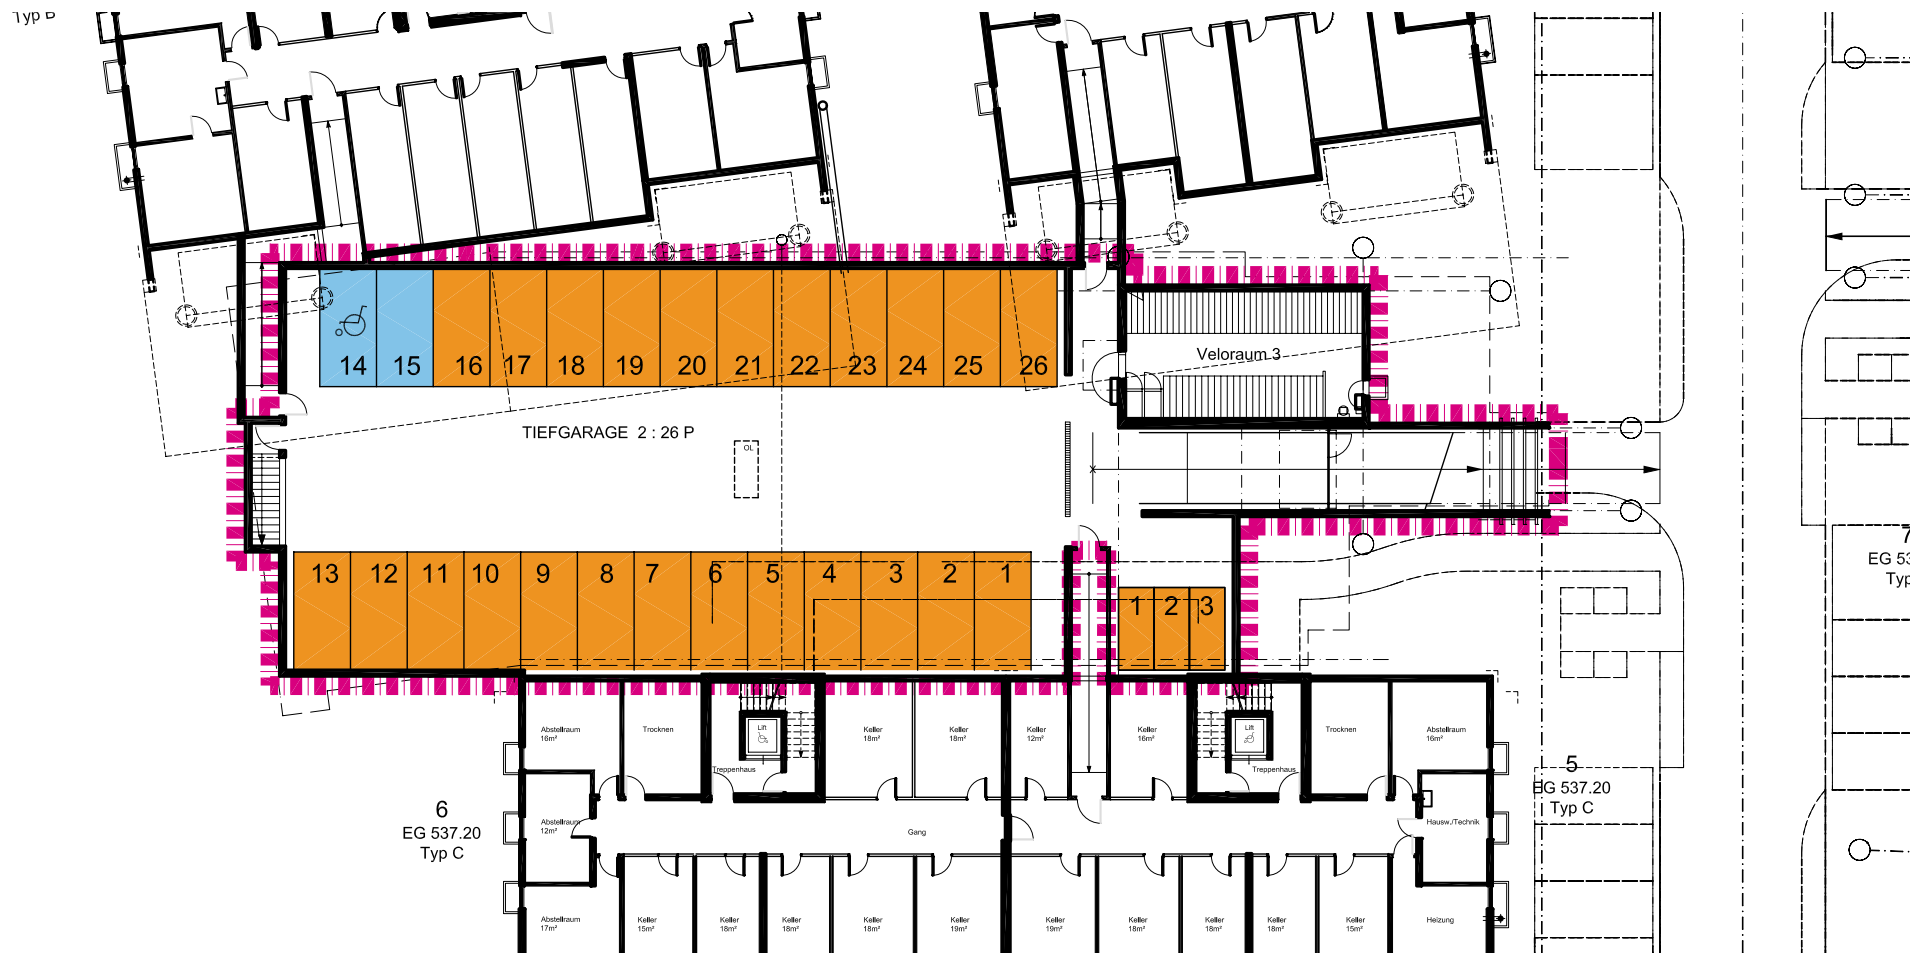 Typ B
14 15 16 17 18 19 20 21 22 23 24 25 26
Veloraum 3
TIEFGARAGE 2 : 26 P
OL
13 12 11 10 9 8 7 6 5 4 3 2 1
1 2 3
7
EG 53
Typ
Abstellraum
16m²
Trocknen
Lift
Treppenhaus
Keller
18m²
Keller
18m²
Keller
12m²
Keller
16m²
Lift
Treppenhaus
Trocknen
Abstellraum
16m²
6
EG 537.20
Typ C
Abstellraum
12m²
Gang
Hausw./Technik
5
EG 537.20
Typ C
Abstellraum
17m²
Keller
15m²
Keller
18m²
Keller
18m²
Keller
18m²
Keller
19m²
Keller
19m²
Keller
18m²
Keller
18m²
Keller
18m²
Keller
15m²
Heizung